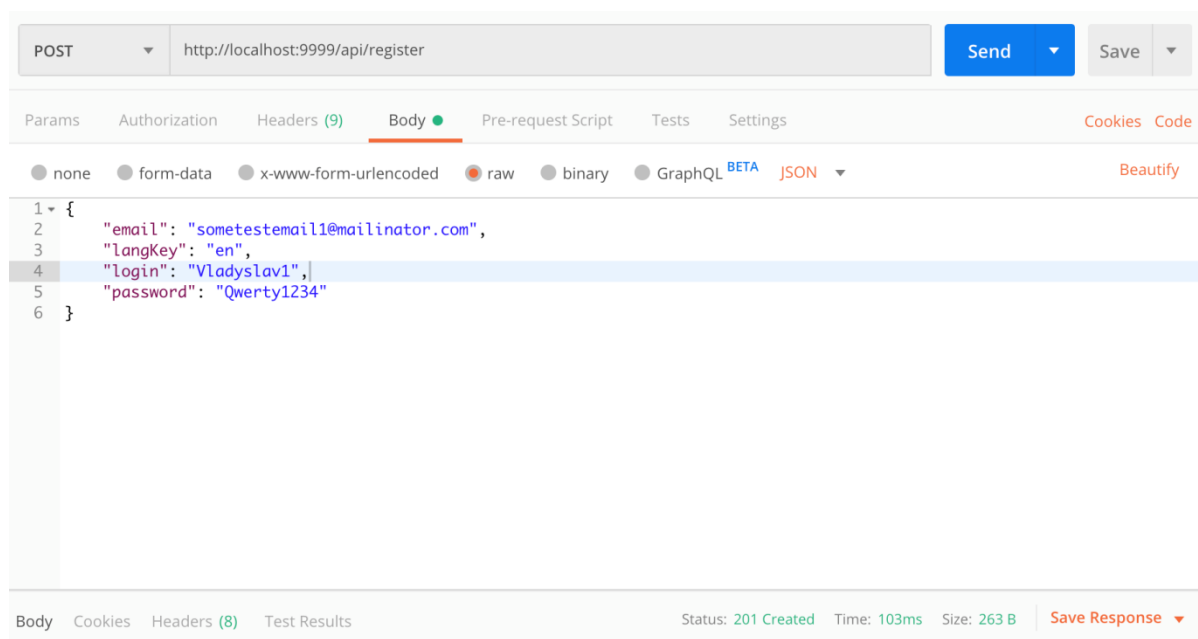 POST http://localhost:9999/api/register Send Save
Params Authorization Headers (9) Body Pre-request Script Tests Settings Cookies Code
none form-data x-www-form-urlencoded raw binary GraphQL BETA JSON Beautify
1 {
2 "email": "sometestemail1@mailinator.com",
3 "langKey": "en",
4 "login": "Vladyslav1",
5 "password": "Qwerty1234"
6 }
Body Cookies Headers (8) Test Results Status: 201 Created Time: 103ms Size: 263 B Save Response